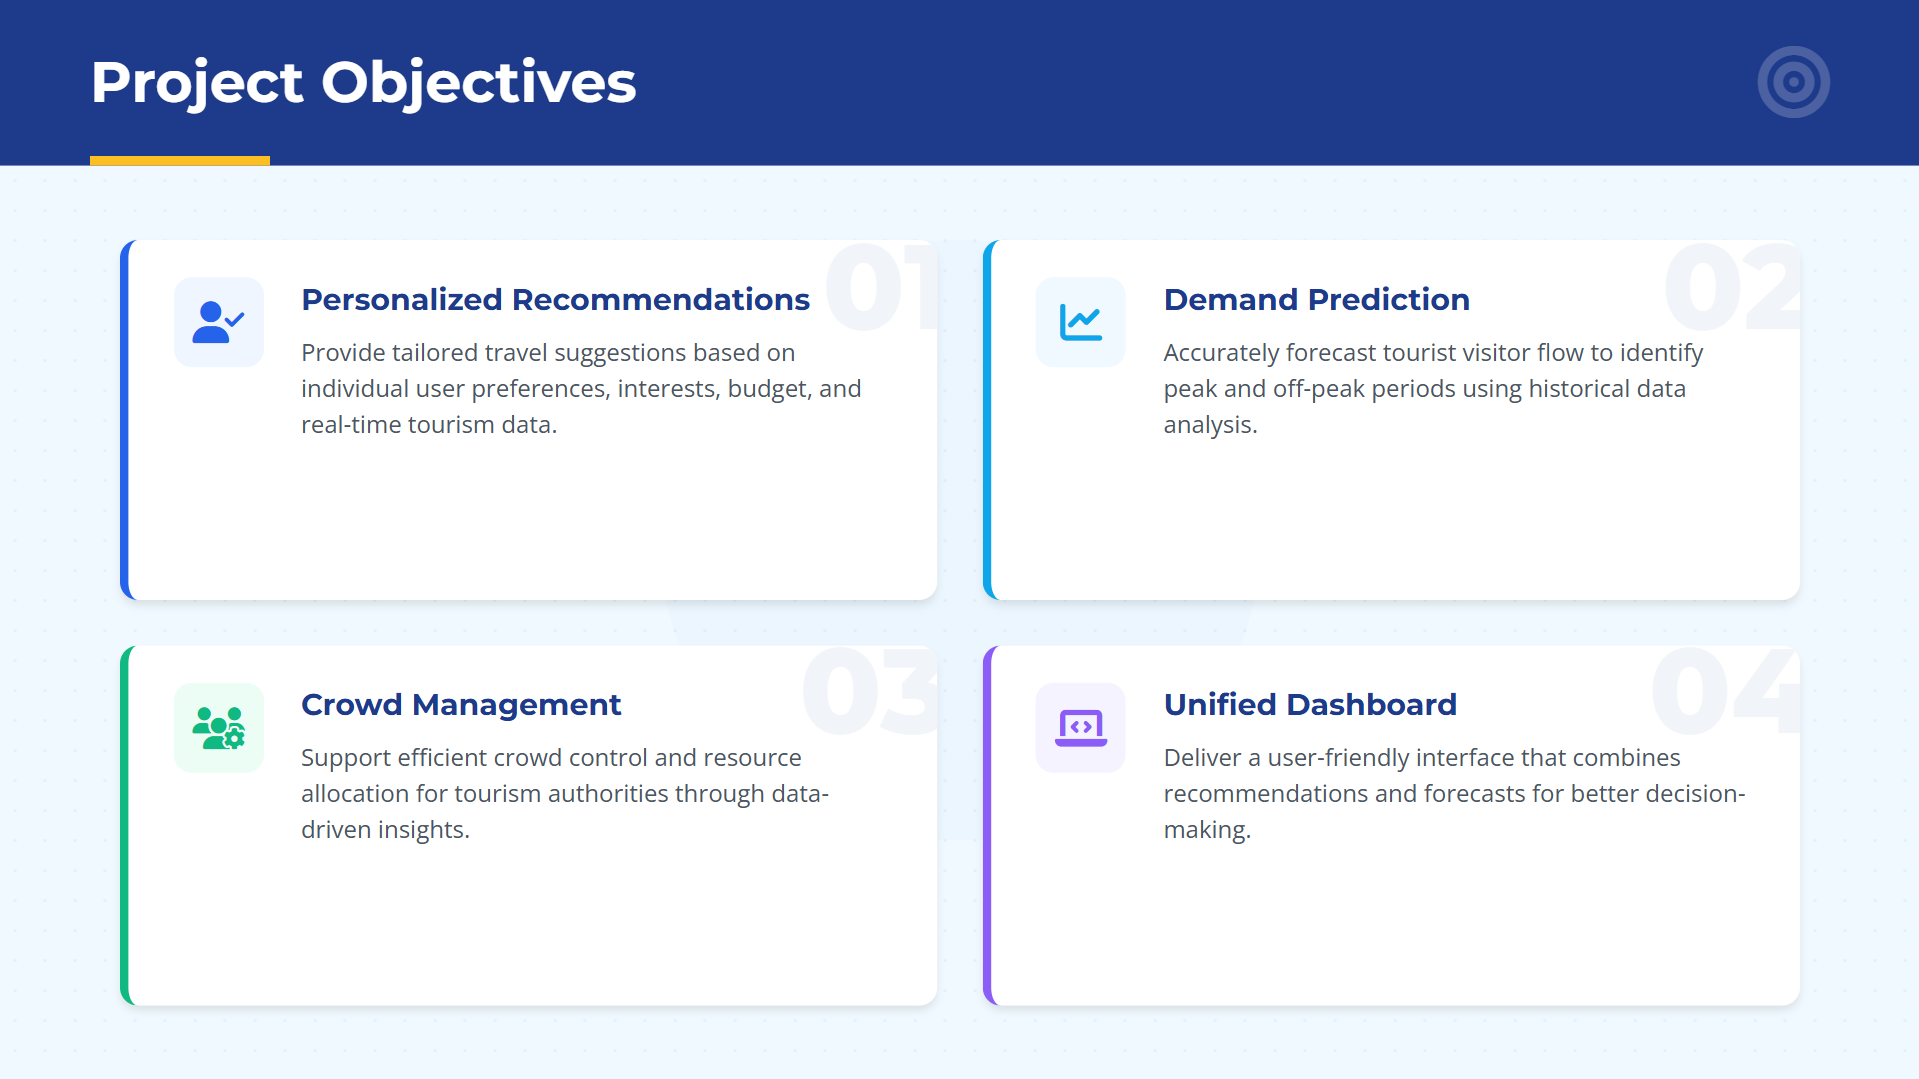 Project Objectives
01
Personalized Recommendations
Provide tailored travel suggestions based on
individual user preferences, interests, budget, and
real-time tourism data.
02
Demand Prediction
Accurately forecast tourist visitor flow to identify
peak and off-peak periods using historical data
analysis.
03
Crowd Management
Support efficient crowd control and resource
allocation for tourism authorities through data-
driven insights.
04
Unified Dashboard
Deliver a user-friendly interface that combines
recommendations and forecasts for better decision-
making.